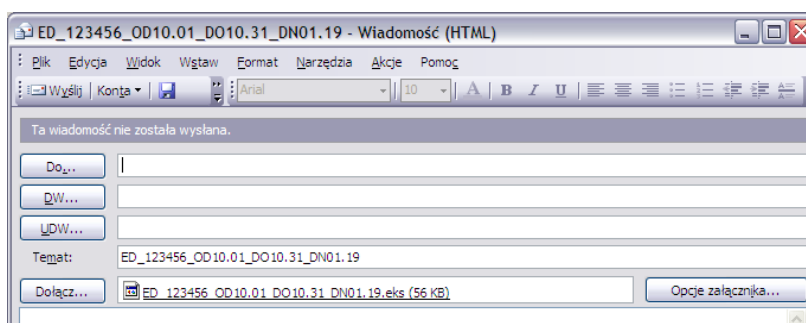 ED_123456_OD10.01_DO10.31_DN01.19 - Wiadomość (HTML)
Plik Edycja Widok Wstaw Format Narzędzia Akcje Pomoc
Wyślij Konta Arial 10 A B I U
Ta wiadomość nie została wysłana.
Do...
DW...
UDW...
Temat: ED_123456_OD10.01_DO10.31_DN01.19
Dołącz... ED_123456_OD10.01_DO10.31_DN01.19.eks (56 KB) Opcje załącznika...